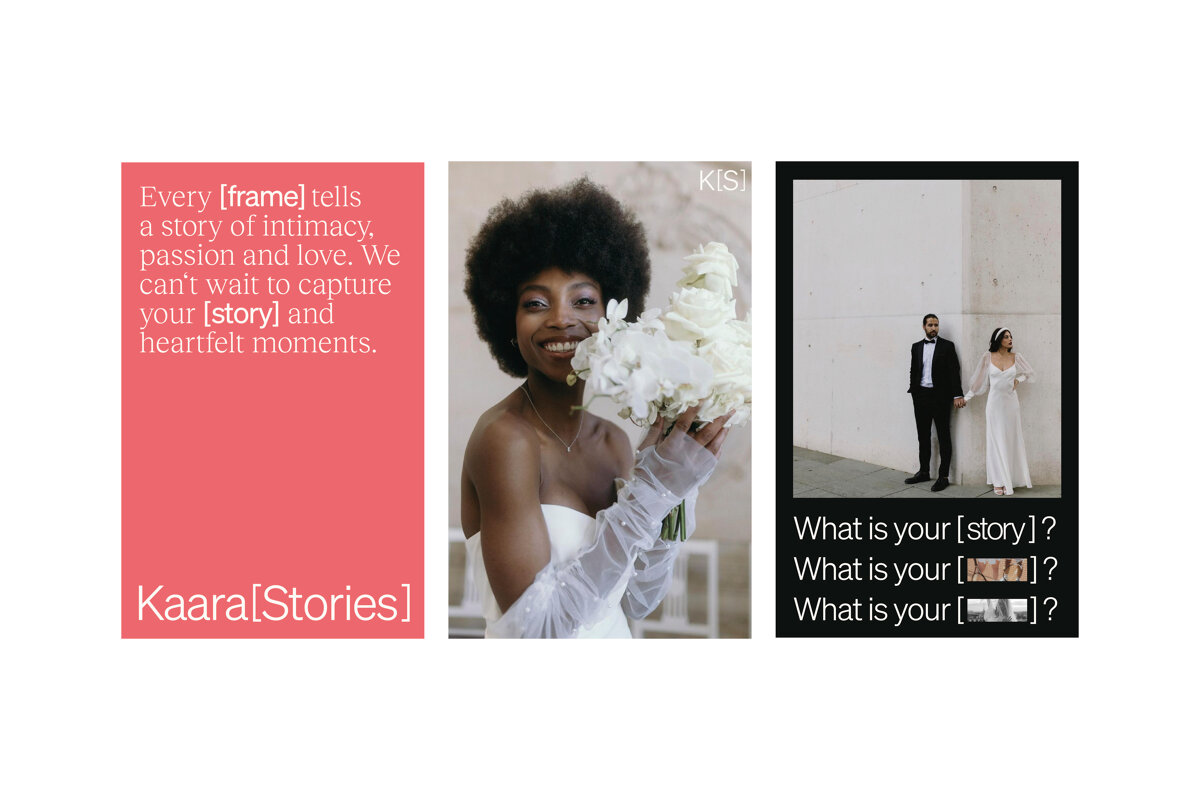 Every [frame] tells
a story of intimacy,
passion and love. We
can‘t wait to capture
your [story] and
heartfelt moments.
Kaara[Stories]
K[S]
What is your [story]?
What is your [ ]?
What is your [ ]?